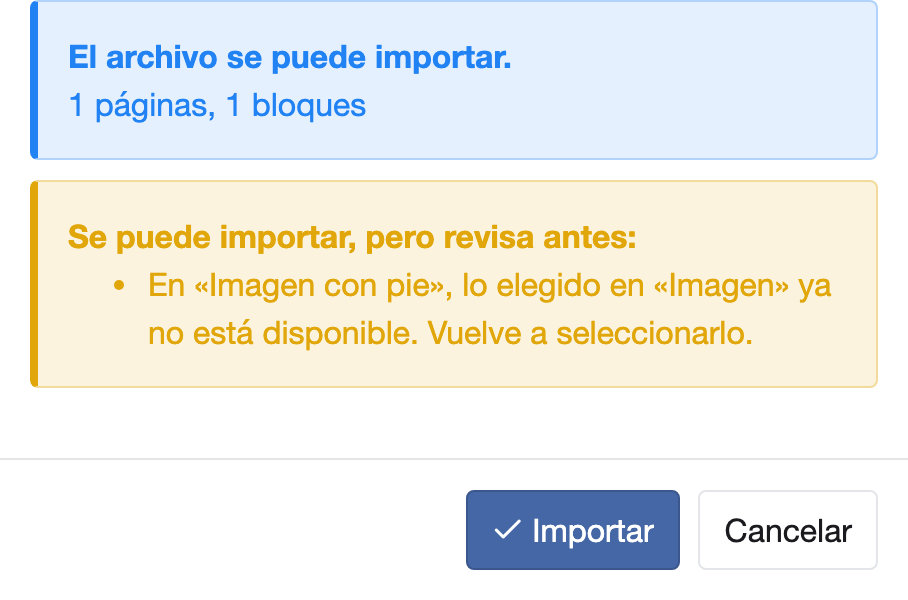 El archivo se puede importar.
1 páginas, 1 bloques
Se puede importar, pero revisa antes:
• En «Imagen con pie», lo elegido en «Imagen» ya
no está disponible. Vuelve a seleccionarlo.
Importar
Cancelar